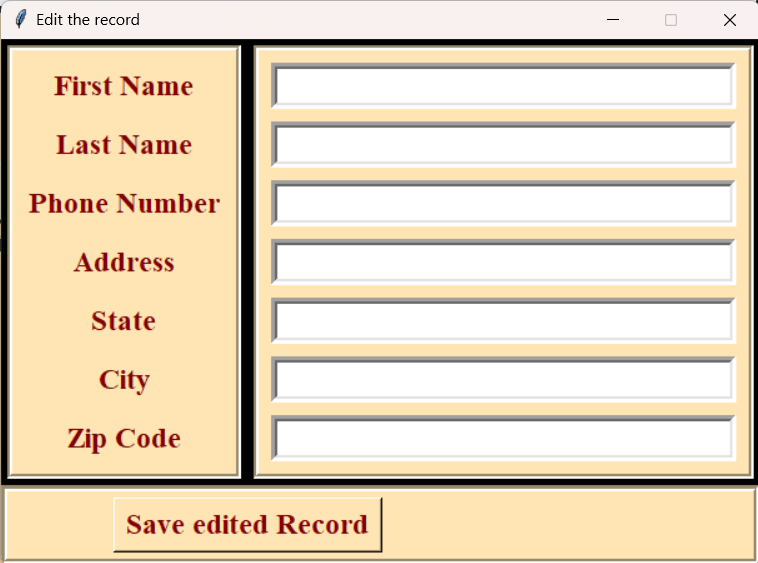 Edit the record
First Name
Last Name
Phone Number
Address
State
City
Zip Code
Save edited Record